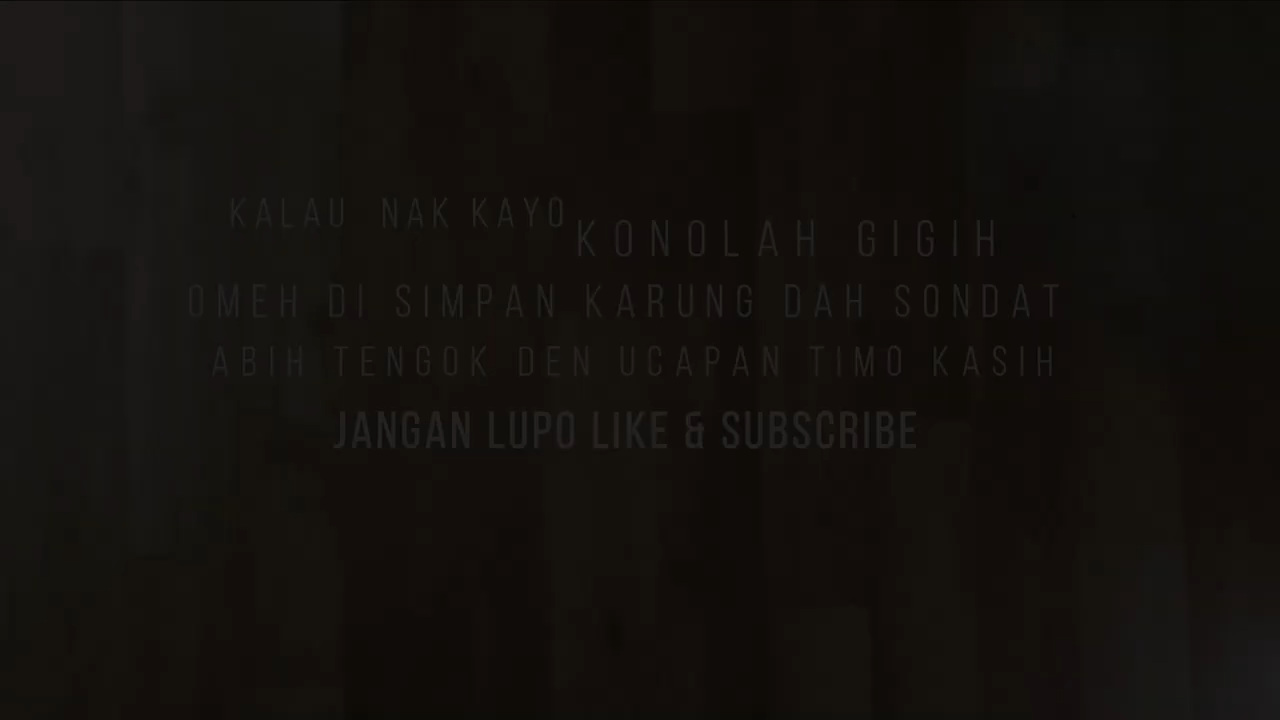 KALAU NAK KAYO KONOLAH GIGIH
OMEH DI SIMPAN KARUNG DAH SONDAT
ABIH TENGOK DEN UCAPAN TIMO KASIH
JANGAN LUPO LIKE & SUBSCRIBE